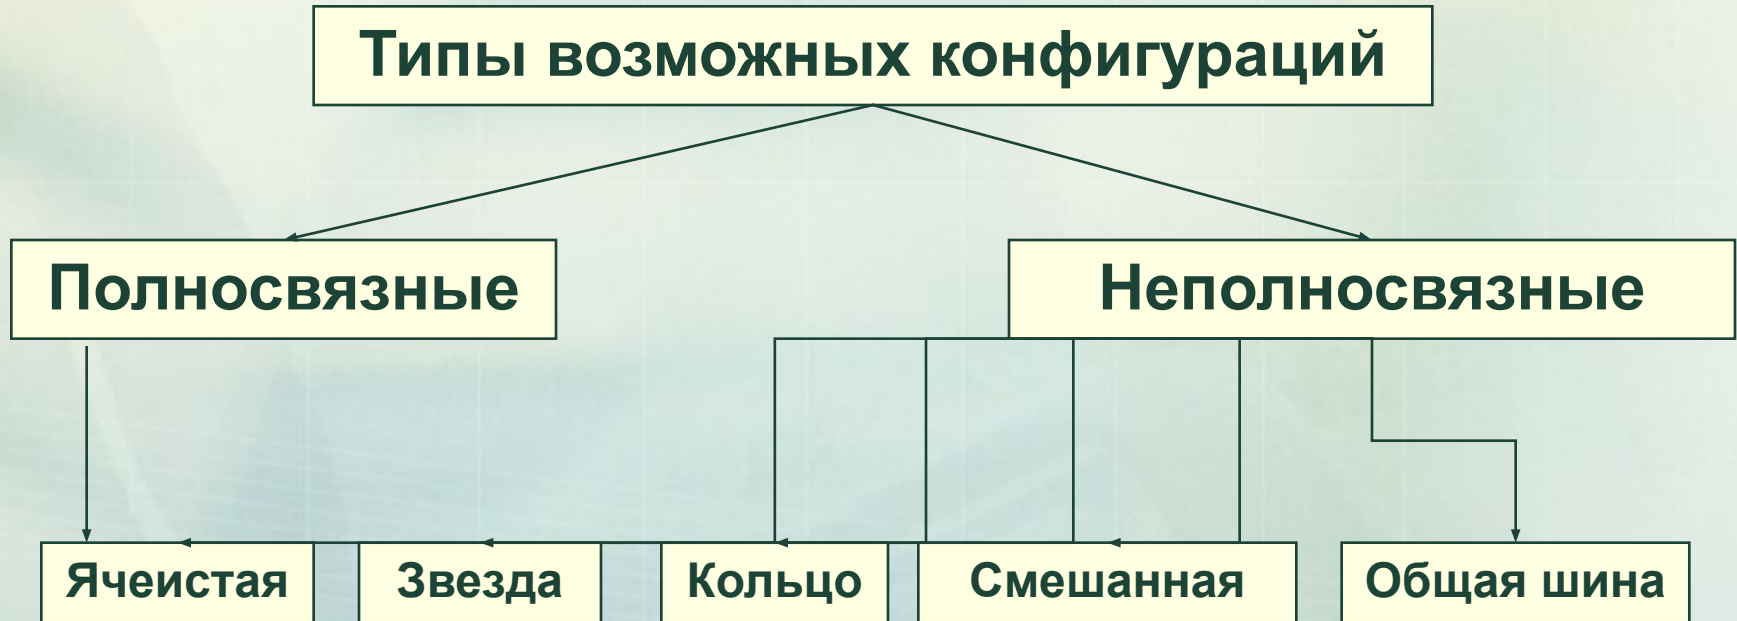 Типы возможных конфигураций
Полносвязные
Неполносвязные
Ячеистая
Звезда
Кольцо
Смешанная
Общая шина